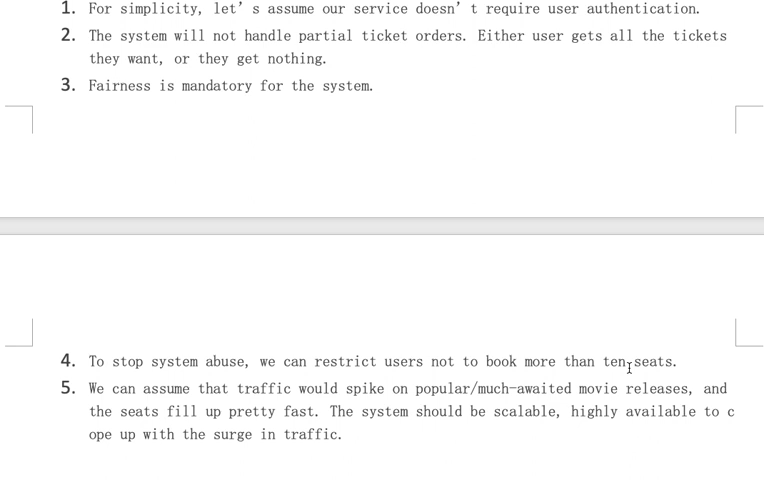 1. For simplicity, let’s assume our service doesn’t require user authentication.
2. The system will not handle partial ticket orders. Either user gets all the tickets
they want, or they get nothing.
3. Fairness is mandatory for the system.
4. To stop system abuse, we can restrict users not to book more than ten seats.
5. We can assume that traffic would spike on popular/much-awaited movie releases, and
the seats fill up pretty fast. The system should be scalable, highly available to c
ope up with the surge in traffic.